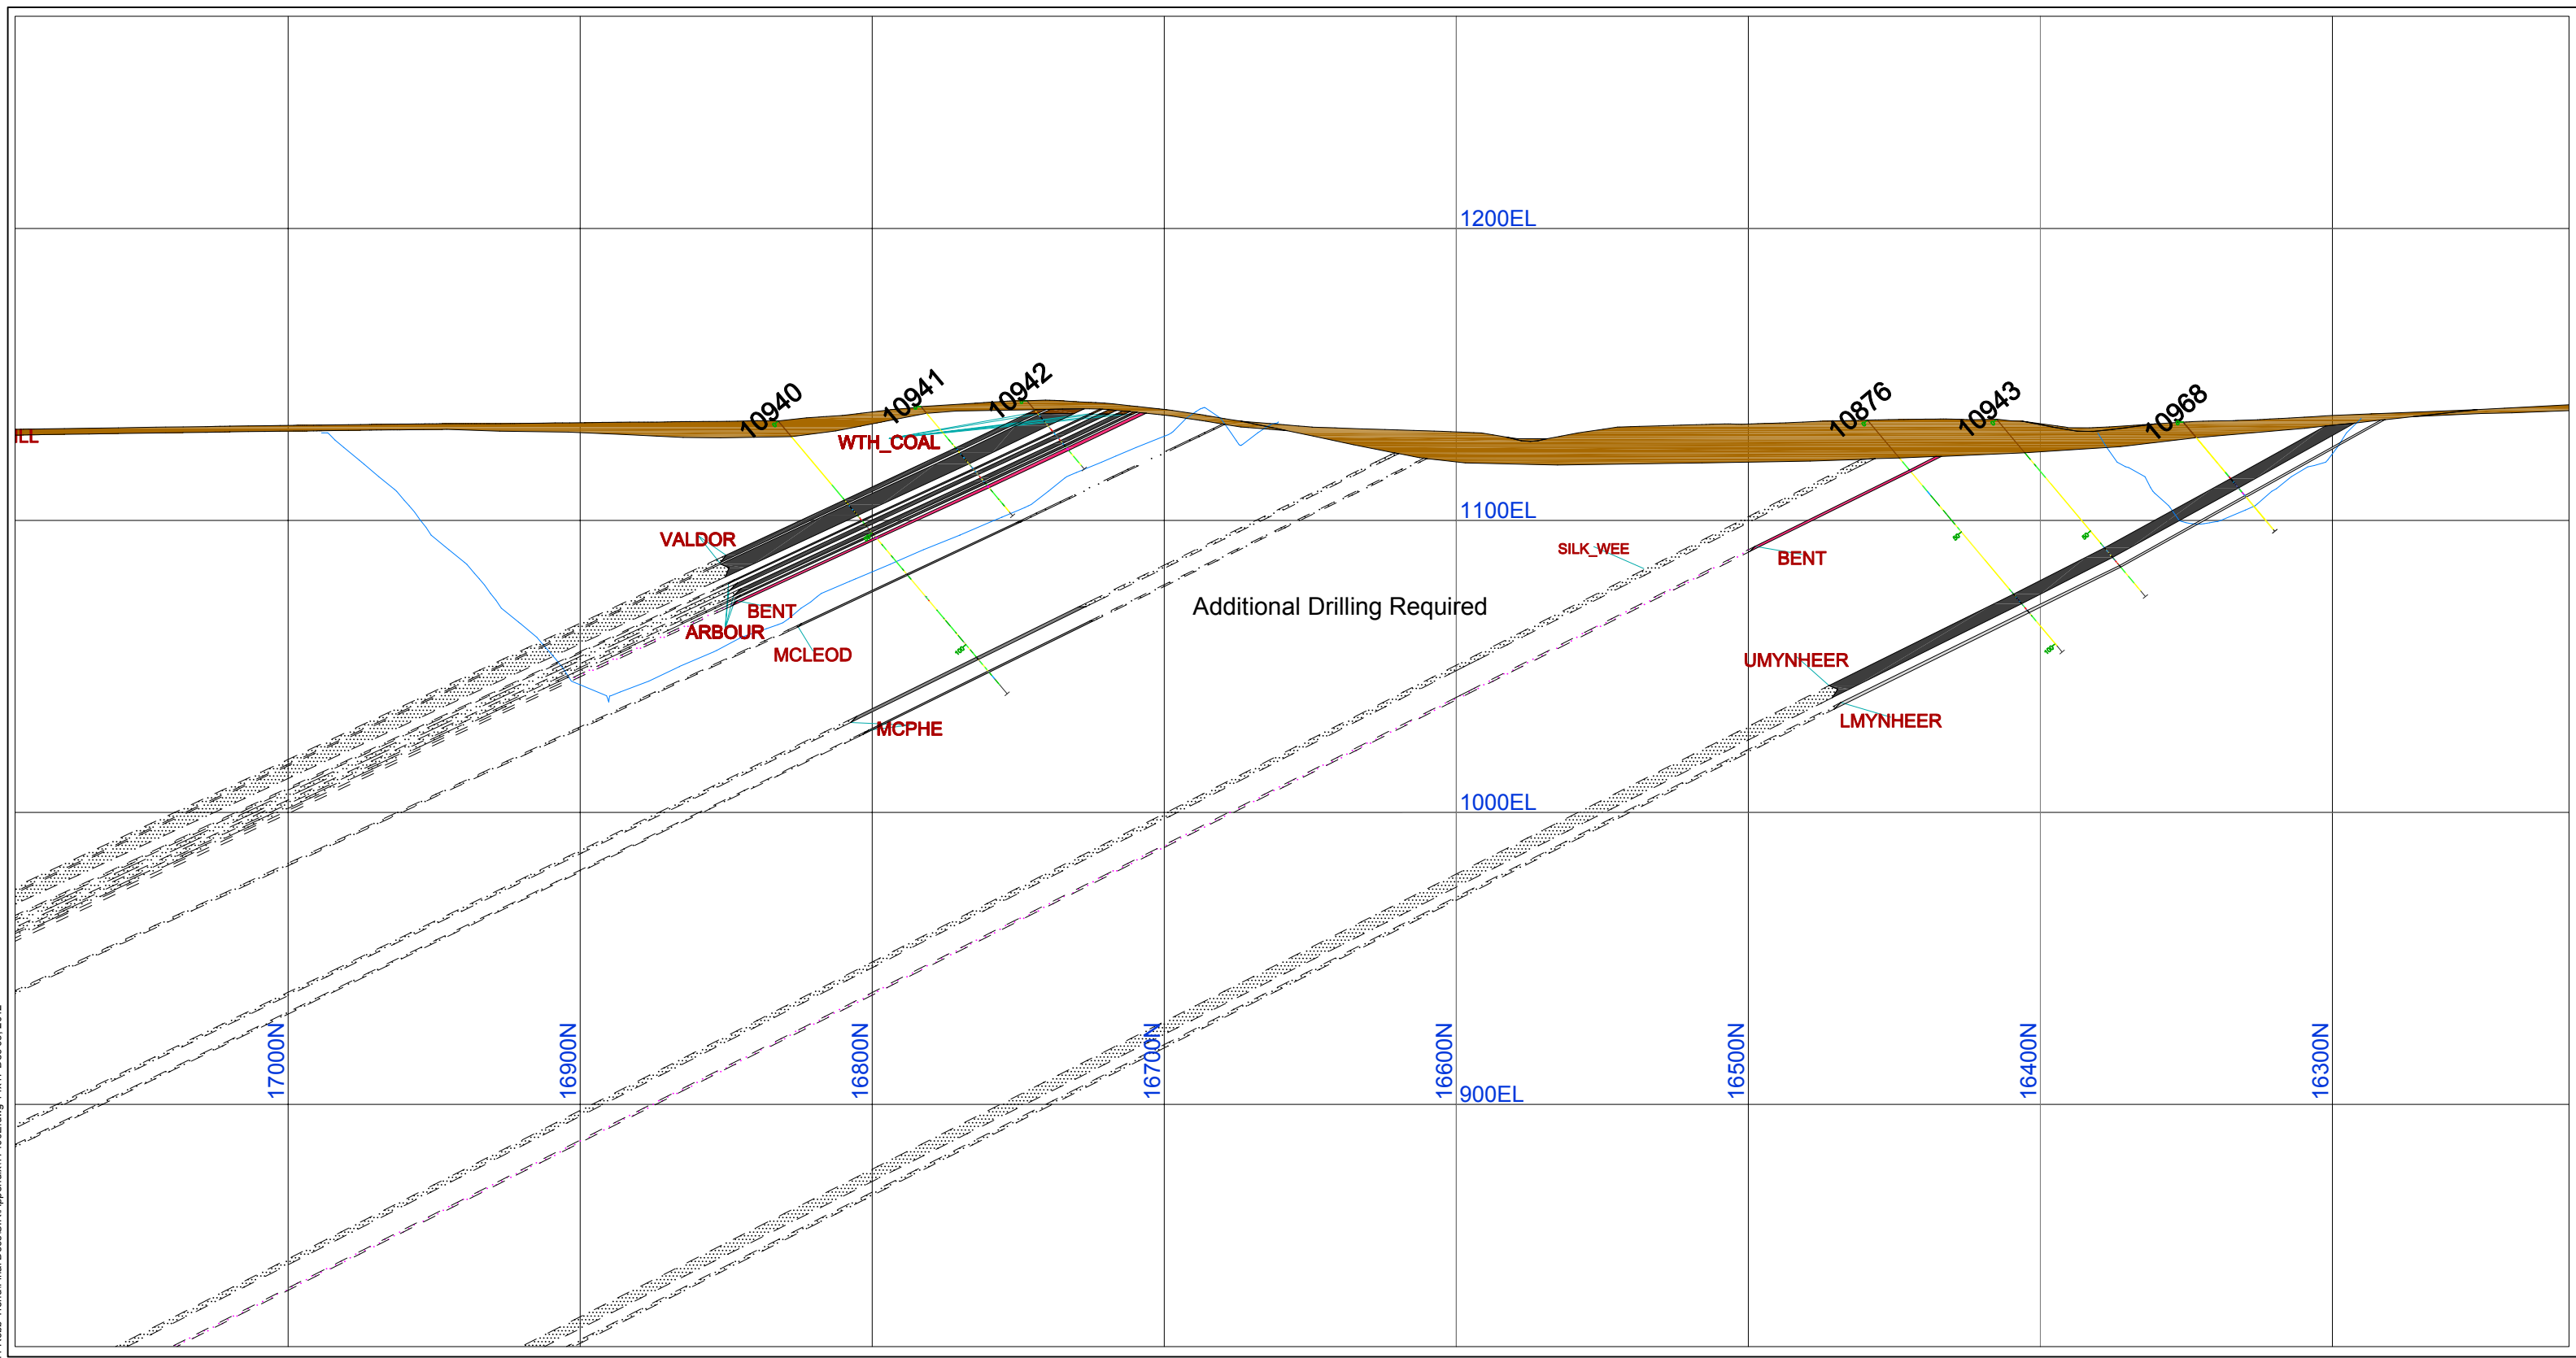 1200EL
10940
10941
10942
10876
10943
10968
ILL
WTH_COAL
1100EL
VALDOR
SILK_WEE
BENT
BENT
Additional Drilling Required
ARBOUR
MCLEOD
UMYNHEER
LMYNHEER
MCPHE
1000EL
17000N
16900N
16800N
16700N
16600N
16500N
16400N
16300N
900EL